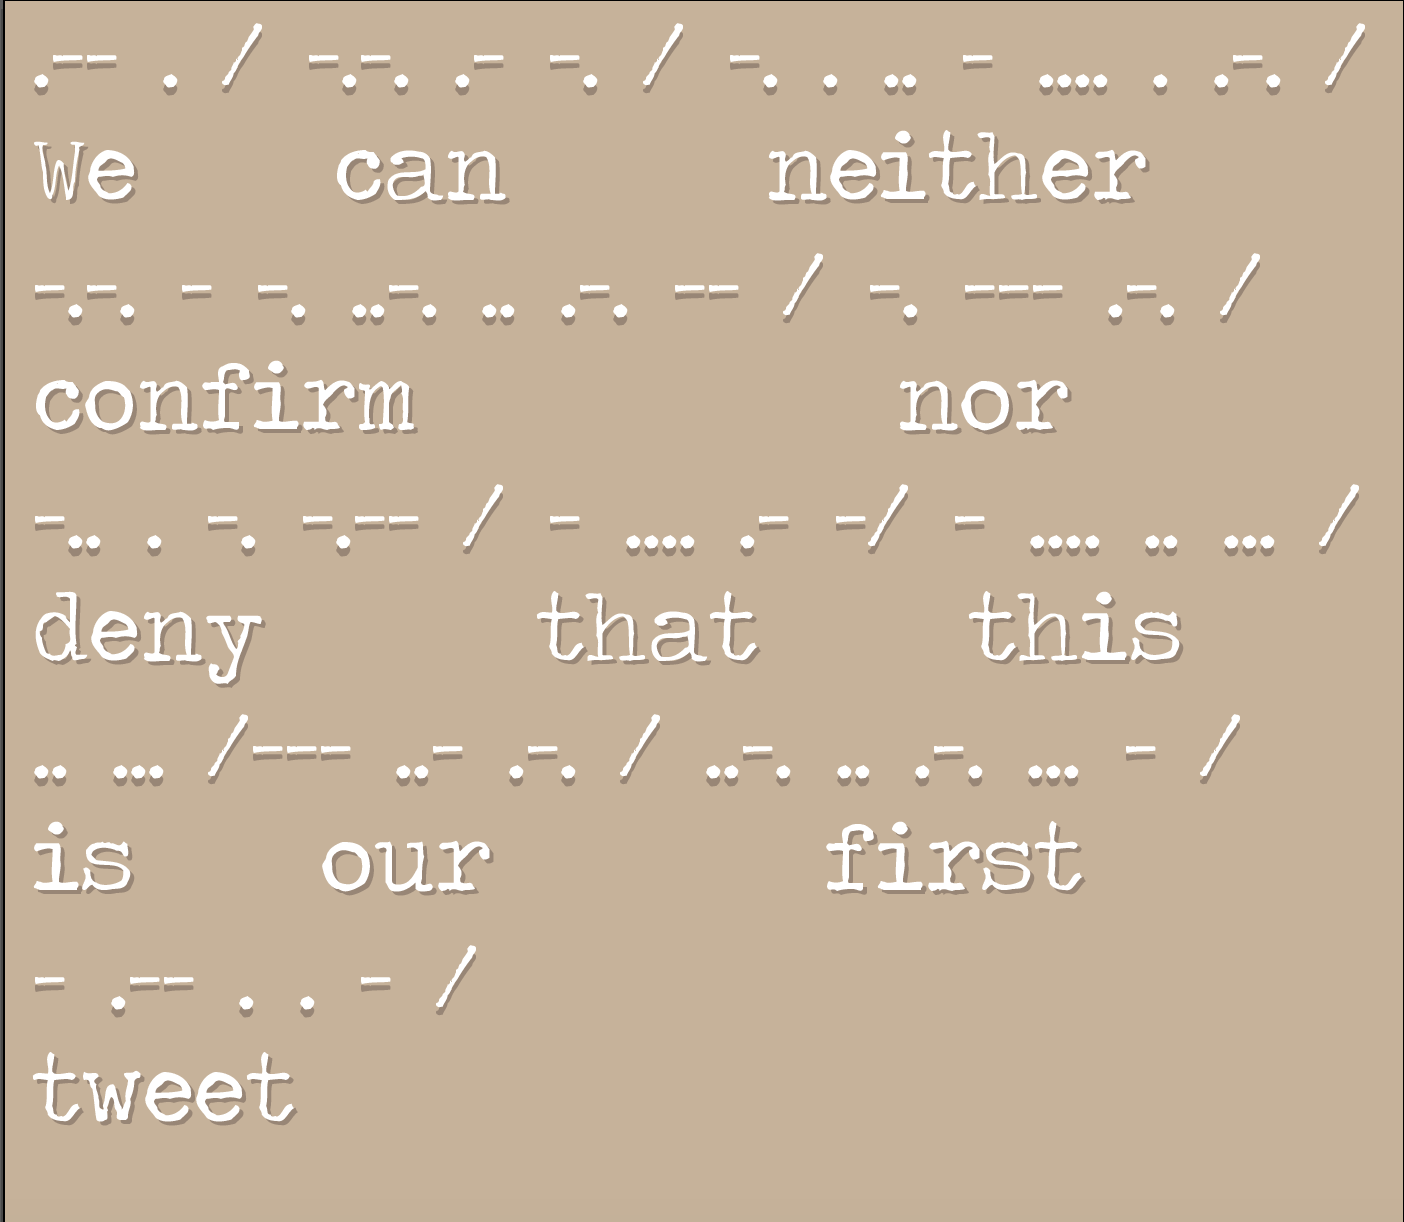 .-- . / -.-. .- -. / -. . .. - .... . .-. /
We can neither
-.-. - -. ..-. .. .-. -- / -. --- .-. /
confirm nor
-.. . -. -.-- / - .... .- -/ - .... .. ... /
deny that this
.. ... /--- ..- .-. / ..-. .. .-. ... - /
is our first
- .-- . . - /
tweet